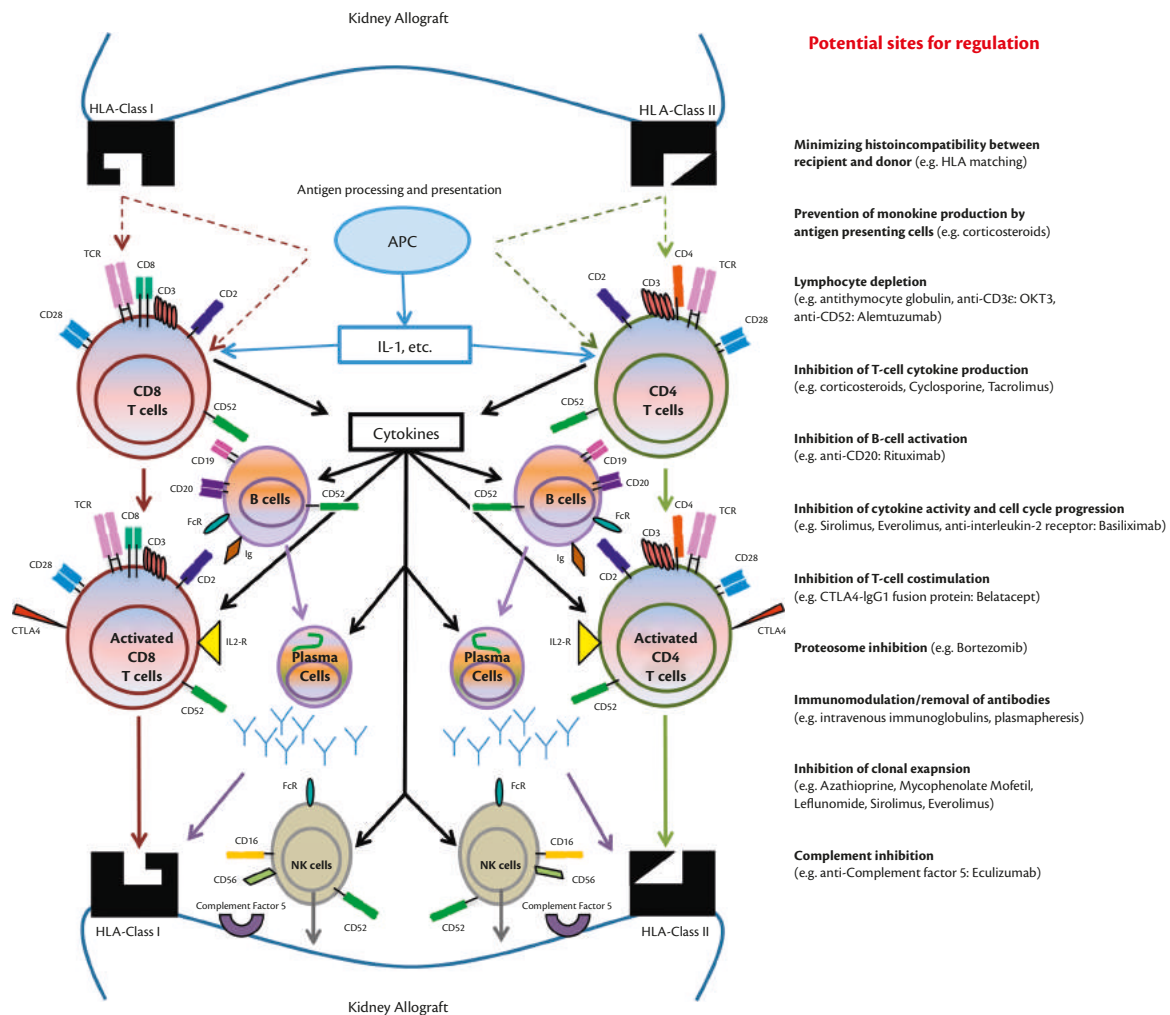 Kidney Allograft
HLA-Class I
HLA-Class II
Antigen processing and presentation
APC
IL-1, etc.
TCR
CD8
CD3
CD2
CD28
CD8
T cells
CD52
CD2
CD3
CD4
TCR
CD28
CD4
T cells
CD52
Cytokines
CD19
CD20
FcR
Ig
B cells
CD52
CD52
B cells
CD19
CD20
FcR
Ig
TCR
CD8
CD3
CD2
CD28
CTLA4
Activated
CD8
T cells
IL2-R
CD52
CD2
CD3
CD4
TCR
CD28
CTLA4
IL2-R
Activated
CD4
T cells
CD52
Plasma
Cells
Plasma
Cells
FcR
CD16
CD56
NK cells
CD52
Complement Factor 5
FcR
CD16
CD56
NK cells
CD52
Complement Factor 5
HLA-Class I
HLA-Class II
Kidney Allograft
Potential sites for regulation
Minimizing histoincompatibility between
recipient and donor (e.g. HLA matching)
Prevention of monokine production by
antigen presenting cells (e.g. corticosteroids)
Lymphocyte depletion
(e.g. antithymocyte globulin, anti-CD3ε: OKT3,
anti-CD52: Alemtuzumab)
Inhibition of T-cell cytokine production
(e.g. corticosteroids, Cyclosporine, Tacrolimus)
Inhibition of B-cell activation
(e.g. anti-CD20: Rituximab)
Inhibition of cytokine activity and cell cycle progression
(e.g. Sirolimus, Everolimus, anti-interleukin-2 receptor: Basiliximab)
Inhibition of T-cell costimulation
(e.g. CTLA4-IgG1 fusion protein: Belatacept)
Proteosome inhibition (e.g. Bortezomib)
Immunomodulation/removal of antibodies
(e.g. intravenous immunoglobulins, plasmapheresis)
Inhibition of clonal exapnsion
(e.g. Azathioprine, Mycophenolate Mofetil,
Leflunomide, Sirolimus, Everolimus)
Complement inhibition
(e.g. anti-Complement factor 5: Eculizumab)